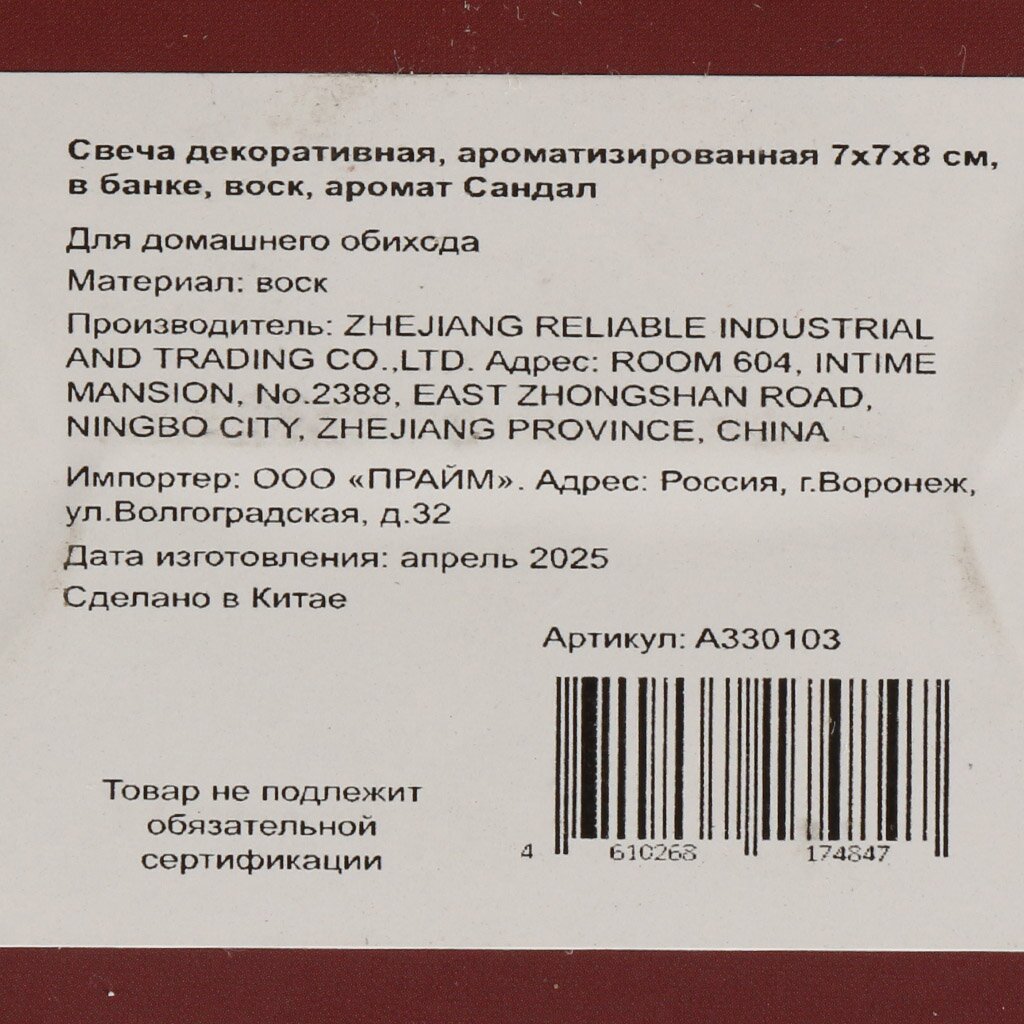 Свеча декоративная, ароматизированная 7х7х8 см,
в банке, воск, аромат Сандал
Для домашнего обихода
Материал: воск
Производитель: ZHEJIANG RELIABLE INDUSTRIAL
AND TRADING CO.,LTD. Адрес: ROOM 604, INTIME
MANSION, No.2388, EAST ZHONGSHAN ROAD,
NINGBO CITY, ZHEJIANG PROVINCE, CHINA
Импортер: ООО «ПРАЙМ». Адрес: Россия, г.Воронеж,
ул.Волгоградская, д.32
Дата изготовления: апрель 2025
Сделано в Китае
Артикул: А330103
Товар не подлежит
обязательной
сертификации
4 610268 174847